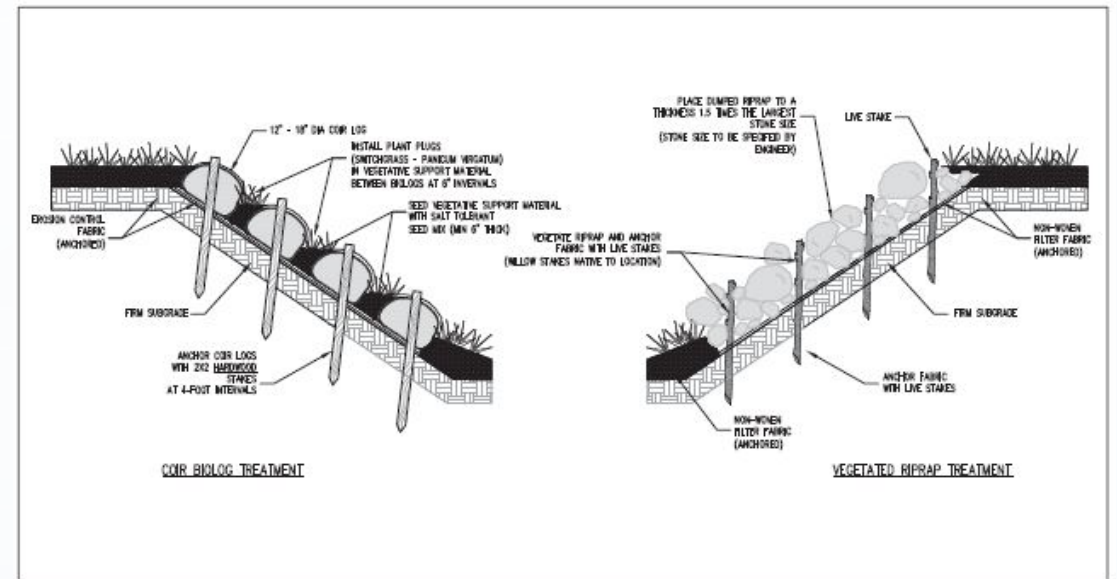 12" - 18" DIA COIR LOG
INSTALL PLANT PLUGS
(SWITCHGRASS - PANICUM VIRGATUM)
IN VEGETATIVE SUPPORT MATERIAL
BETWEEN BIOLOGS AT 6" INVERVALS
SEED VEGETATIVE SUPPORT MATERIAL
WITH SALT TOLERANT
SEED MIX (MIN 6" THICK)
EROSION CONTROL
FABRIC
(ANCHORED)
FIRM SUBGRADE
ANCHOR COIR LOGS
WITH 2X2 HARDWOOD
STAKES
AT 4-FOOT INTERVALS
COIR BIOLOG TREATMENT
PLACE DUMPED RIPRAP TO A
THICKNESS 1.5 TIMES THE LARGEST
STONE SIZE
(STONE SIZE TO BE SPECIFED BY
ENGINEER)
LIVE STAKE
VEGETATE RIPRAP AND ANCHOR
FABRIC WITH LIVE STAKES
(WILLOW STAKES NATIVE TO LOCATION)
NON-WOVEN
FILTER FABRIC
(ANCHORED)
FIRM SUBGRADE
ANCHOR FABRIC
WITH LIVE STAKES
NON-WOVEN
FILTER FABRIC
(ANCHORED)
VEGETATED RIPRAP TREATMENT